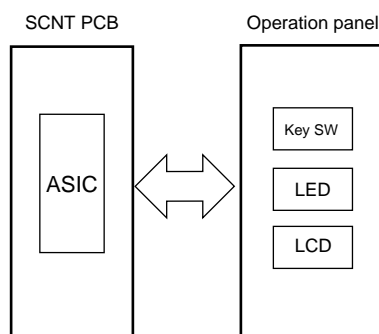 SCNT PCB
Operation panel
Key SW
ASIC
LED
LCD